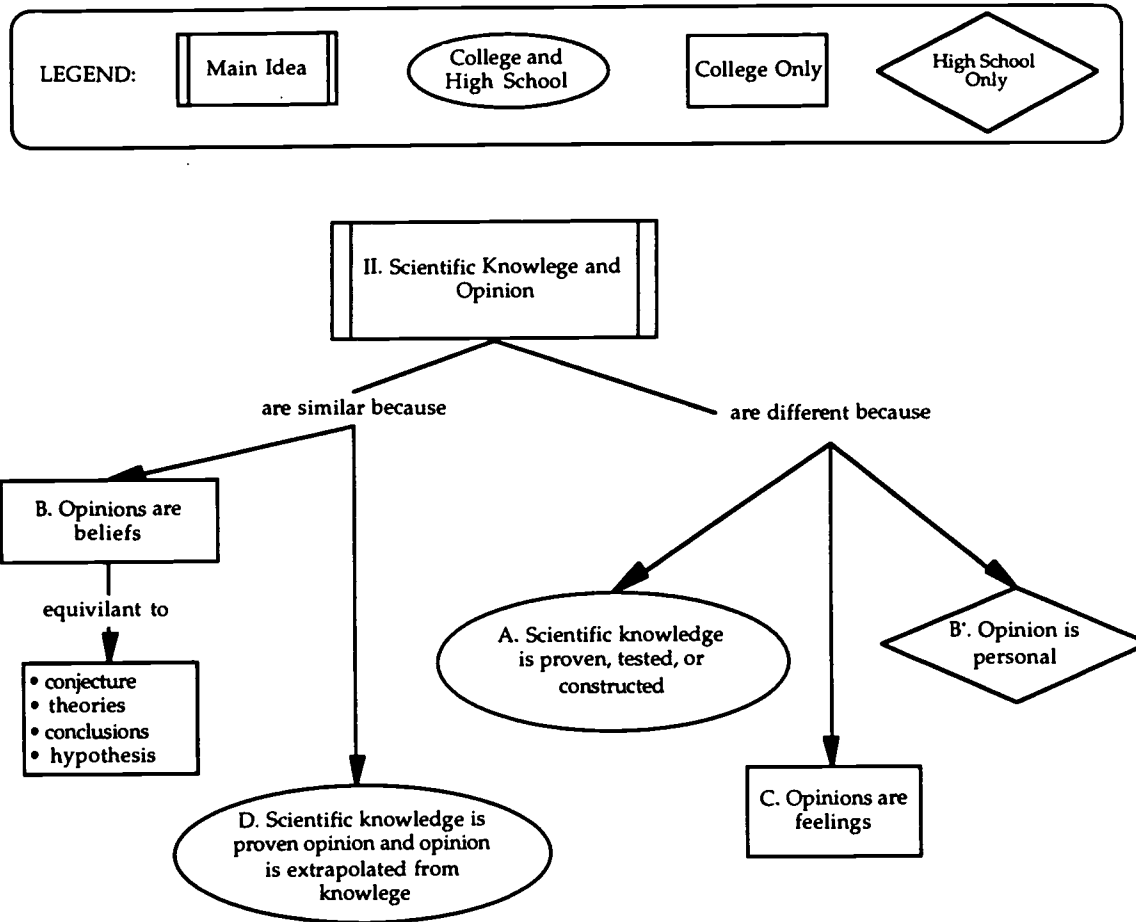 LEGEND:
Main Idea
College and
High School
College Only
High School
Only
II. Scientific Knowlege and
Opinion
are similar because
are different because
B. Opinions are
beliefs
equivilant to
• conjecture
• theories
• conclusions
• hypothesis
D. Scientific knowledge is
proven opinion and opinion
is extrapolated from
knowlege
A. Scientific knowledge
is proven, tested, or
constructed
C. Opinions are
feelings
B'. Opinion is
personal